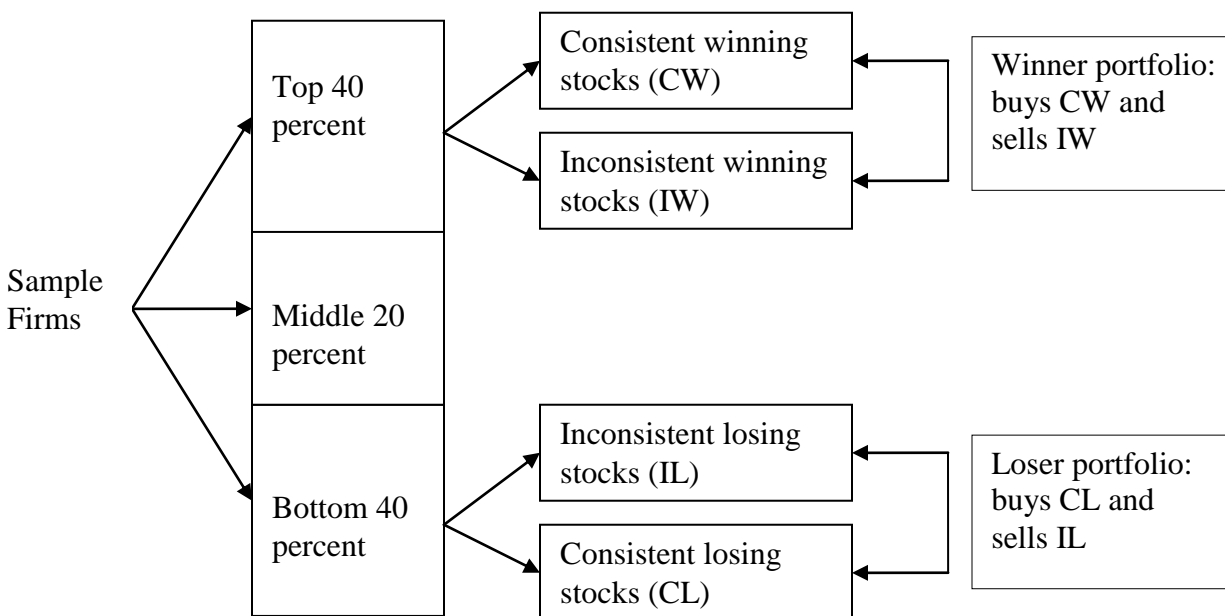 Sample
Firms
Top 40
percent
Middle 20
percent
Bottom 40
percent
Consistent winning
stocks (CW)
Inconsistent winning
stocks (IW)
Inconsistent losing
stocks (IL)
Consistent losing
stocks (CL)
Winner portfolio:
buys CW and
sells IW
Loser portfolio:
buys CL and
sells IL